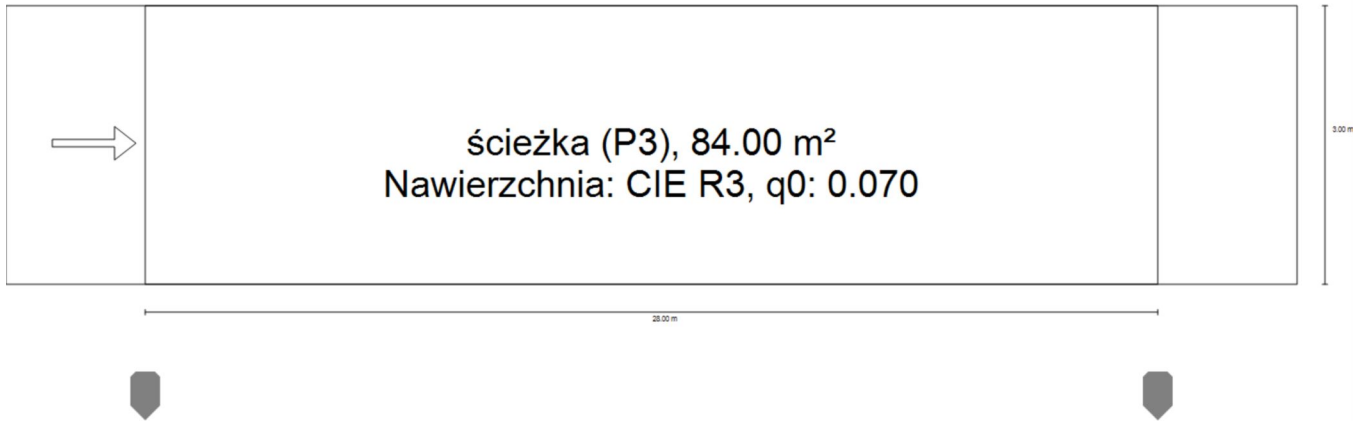 ścieżka (P3), 84.00 m²
Nawierzchnia: CIE R3, q0: 0.070
3.00 m
28.00 m